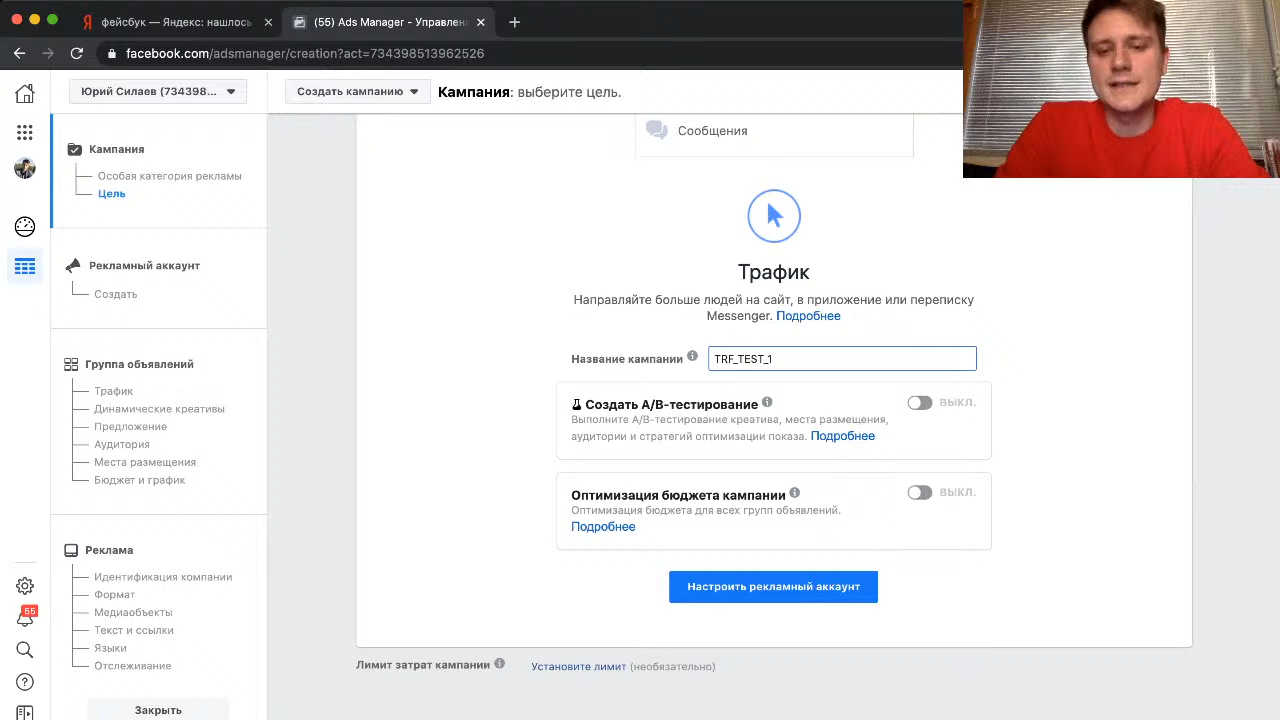 фейсбук — Яндекс: нашлось
(55) Ads Manager - Управлен
facebook.com/adsmanager/creation?act=734398513962526
Юрий Силаев (734398...
Создать кампанию
Кампания: выберите цель.
Кампания
Особая категория рекламы
Цель
Рекламный аккаунт
Создать
Группа объявлений
Трафик
Динамические креативы
Предложение
Аудитория
Места размещения
Бюджет и график
Реклама
Идентификация компании
Формат
Медиаобъекты
Текст и ссылки
Языки
Отслеживание
Закрыть
55
Сообщения
Трафик
Направляйте больше людей на сайт, в приложение или переписку
Messenger. Подробнее
Название кампании
TRF_TEST_1
Создать A/B-тестирование
ВЫКЛ.
Выполните A/B-тестирование креатива, места размещения,
аудитории и стратегий оптимизации показа. Подробнее
Оптимизация бюджета кампании
ВЫКЛ.
Оптимизация бюджета для всех групп объявлений.
Подробнее
Настроить рекламный аккаунт
Лимит затрат кампании
Установите лимит (необязательно)